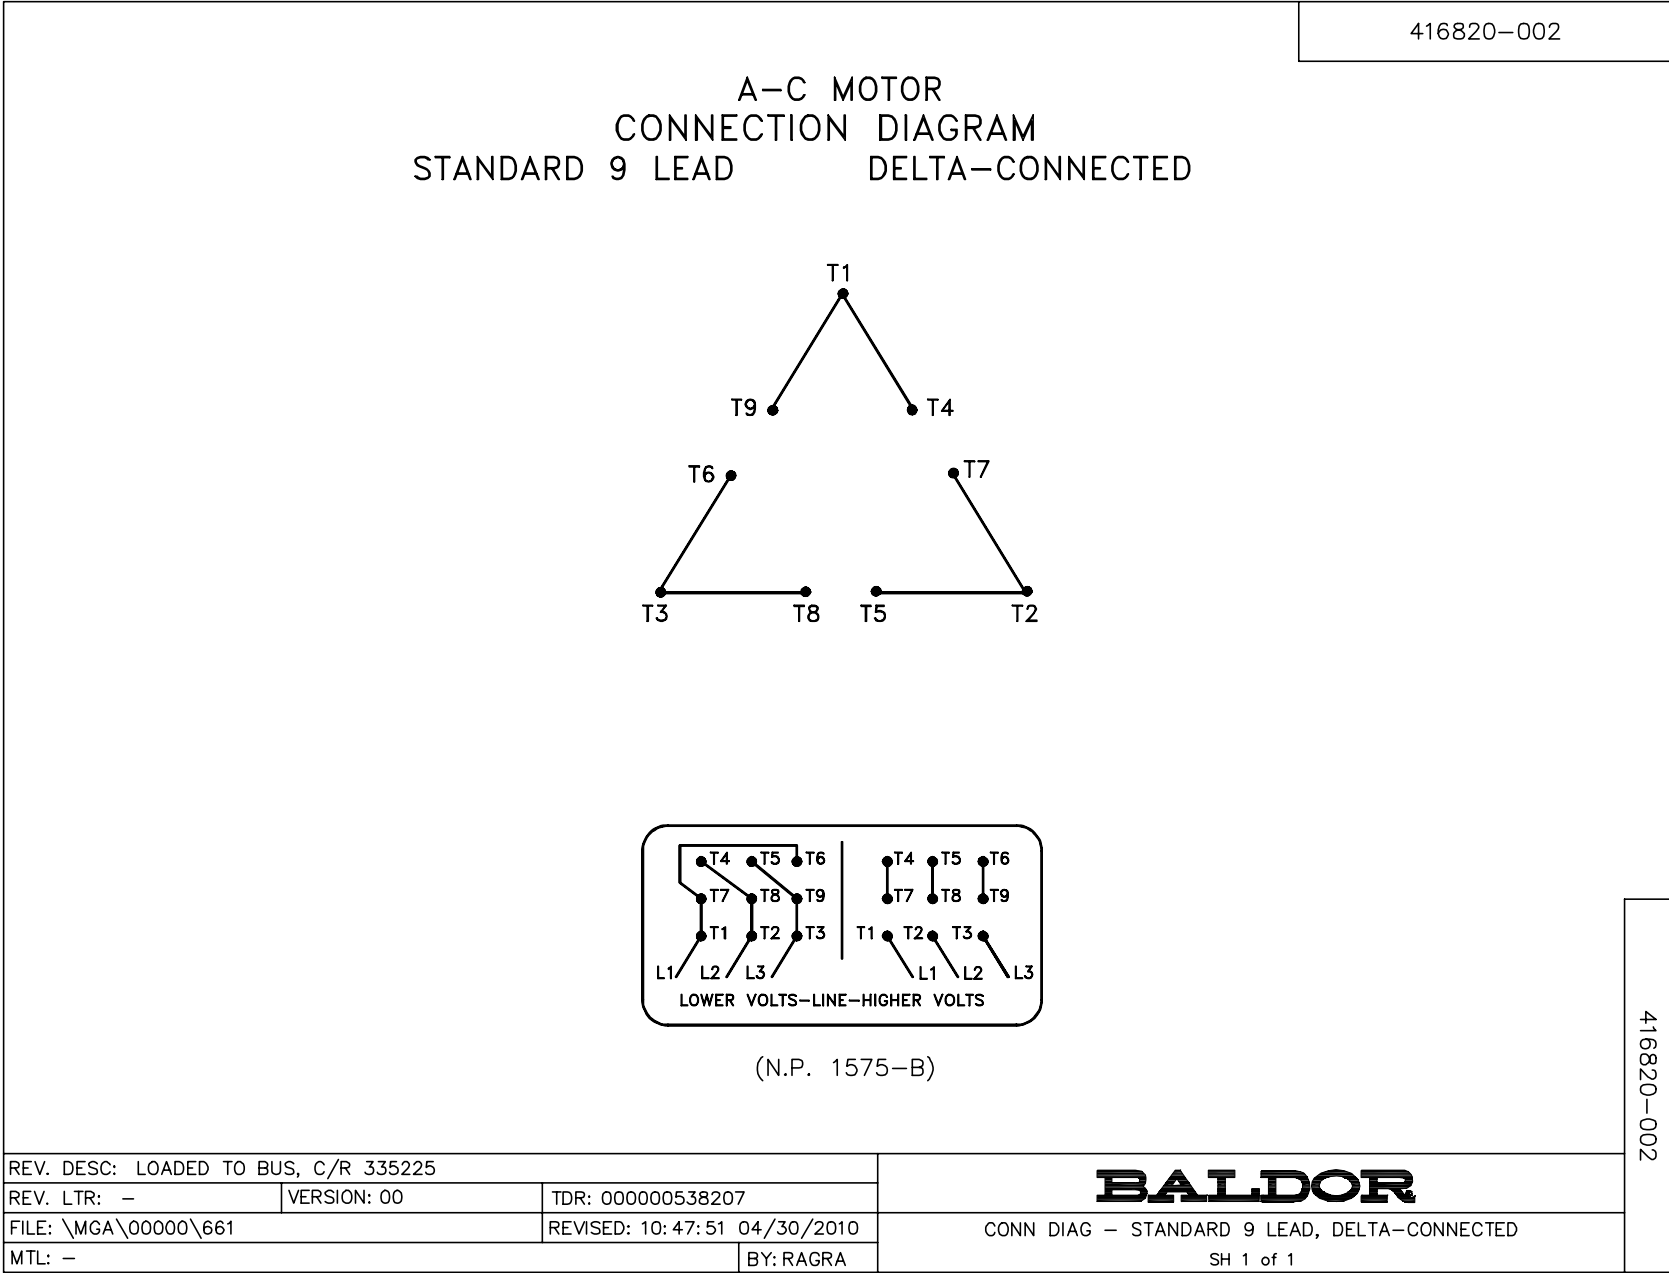 416820-002
A-C MOTOR
CONNECTION DIAGRAM
STANDARD 9 LEAD DELTA-CONNECTED
T1
T9 T4
T6 T7
T3 T8 T5 T2
T4 T5 T6 T4 T5 T6
T7 T8 T9 T7 T8 T9
T1 T2 T3 T1 T2 T3
L1 L2 L3 L1 L2 L3
LOWER VOLTS-LINE-HIGHER VOLTS
(N.P. 1575-B)
416820-002
REV. DESC: LOADED TO BUS, C/R 335225
REV. LTR: - VERSION: 00 TDR: 000000538207
FILE: \MGA\00000\661 REVISED: 10:47:51 04/30/2010
MTL: - BY: RAGRA
BALDOR
CONN DIAG - STANDARD 9 LEAD, DELTA-CONNECTED
SH 1 of 1